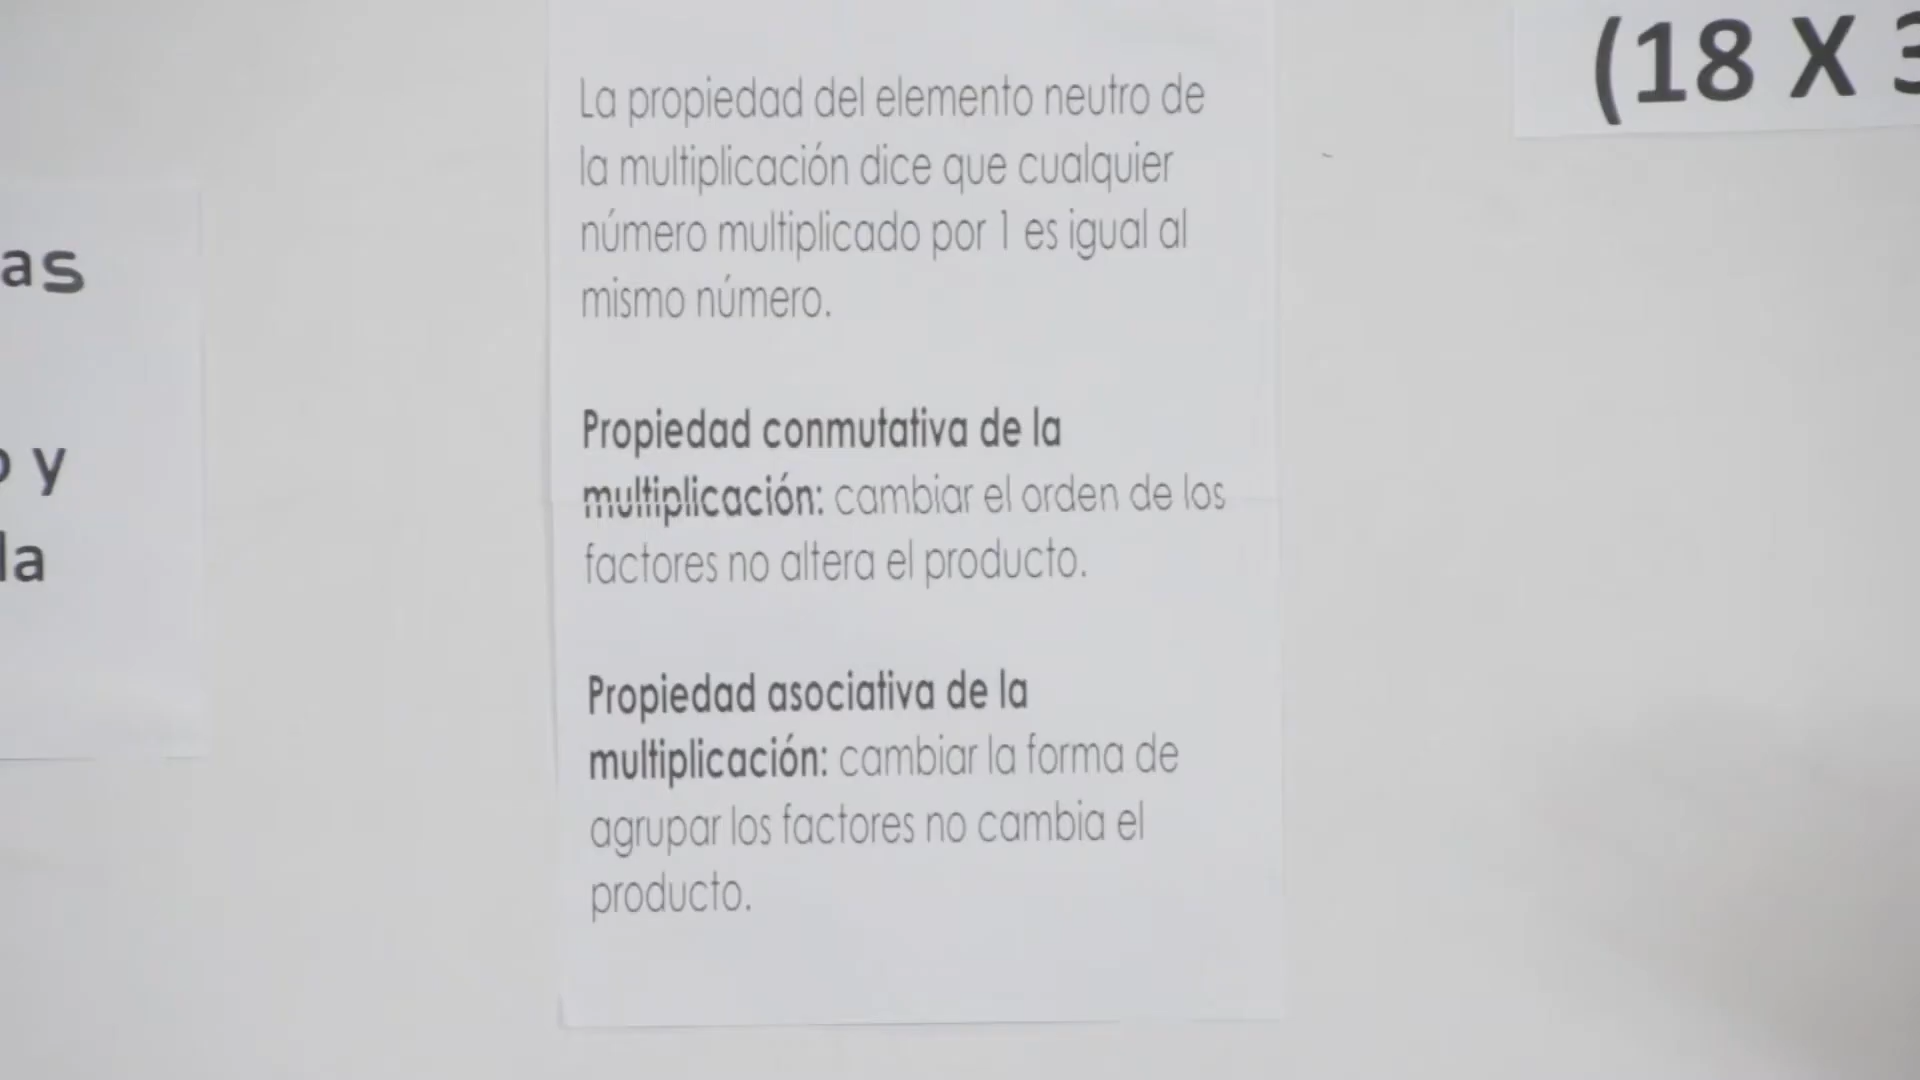 as
y
la
La propiedad del elemento neutro de
la multiplicación dice que cualquier
número multiplicado por 1 es igual al
mismo número.
Propiedad conmutativa de la
multiplicación: cambiar el orden de los
factores no altera el producto.
Propiedad asociativa de la
multiplicación: cambiar la forma de
agrupar los factores no cambia el
producto.
(18 X 3